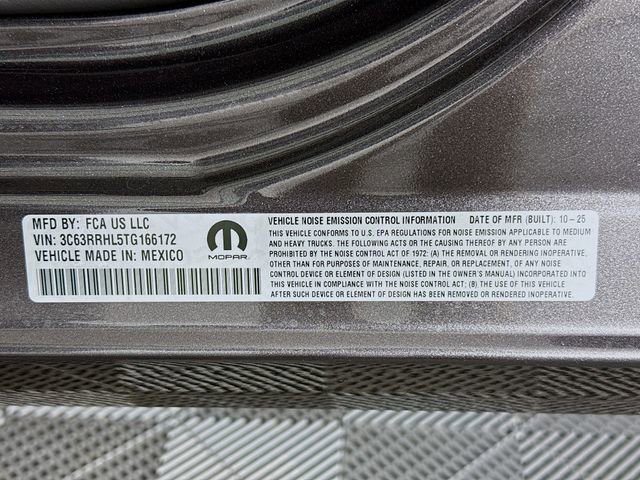 MFD BY: FCA US LLC
VIN: 3C63RRHL5TG166172
VEHICLE MADE IN: MEXICO
MOPAR
VEHICLE NOISE EMISSION CONTROL INFORMATION DATE OF MFR (BUILT): 10-25
THIS VEHICLE CONFORMS TO U.S. EPA REGULATIONS FOR NOISE EMISSION APPLICABLE TO MEDIUM
AND HEAVY TRUCKS. THE FOLLOWING ACTS OR THE CAUSING THEREOF BY ANY PERSON ARE
PROHIBITED BY THE NOISE CONTROL ACT OF 1972: (A) THE REMOVAL OR RENDERING INOPERATIVE,
OTHER THAN FOR PURPOSES OF MAINTENANCE, REPAIR, OR REPLACEMENT, OF ANY NOISE
CONTROL DEVICE OR ELEMENT OF DESIGN (LISTED IN THE OWNER'S MANUAL) INCORPORATED INTO
THIS VEHICLE IN COMPLIANCE WITH THE NOISE CONTROL ACT; (B) THE USE OF THIS VEHICLE
AFTER SUCH DEVICE OR ELEMENT OF DESIGN HAS BEEN REMOVED OR RENDERED INOPERATIVE.